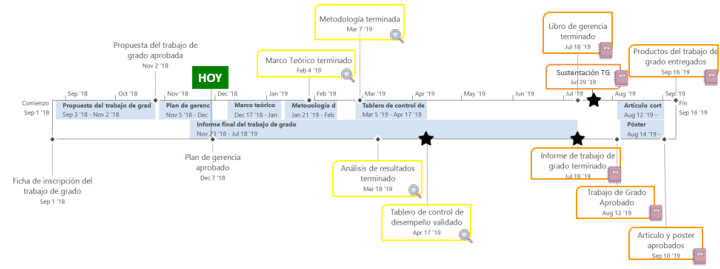 Metodología terminada
Mar 7 '19
Libro de gerencia
terminado
Jul 18 '19
Propuesta del trabajo de
grado aprobada
Nov 2 '18
HOY
Marco Teórico terminado
Feb 4 '19
Sustentación TG
Jul 29 '19
Productos del trabajo de
grado entregados
Sep 16 '19
Sep '18
Oct '18
Nov '18
Dec '18
Jan '19
Feb '19
Mar '19
Apr '19
May '19
Jun '19
Jul '19
Aug '19
Sep '19
Comienzo
Sep 1 '18
Fin
Sep 16 '19
Propuesta del trabajo de grad
Sep 3 '18 - Nov 2 '18
Plan de gerenc
Nov 5 '18 - Dec
Marco teórico
Dec 17 '18 - Jan
Metodología d
Jan 21 '19 - Feb
Tablero de control de
Mar 5 '19 - Apr 17 '19
Artículo cort
Aug 12 '19 -
Informe final del trabajo de grado
Nov 23 '18 - Jul 18 '19
Póster
Aug 14 '19 -
Ficha de inscripción del
trabajo de grado
Sep 1 '18
Plan de gerencia
aprobado
Dec 7 '18
Análisis de resultados
terminado
Mar 18 '19
Informe de trabajo de
grado terminado
Jul 18 '19
Tablero de control de
desempeño validado
Apr 17 '19
Trabajo de Grado
Aprobado
Aug 12 '19
Articulo y poster
aprobados
Sep 10 '19